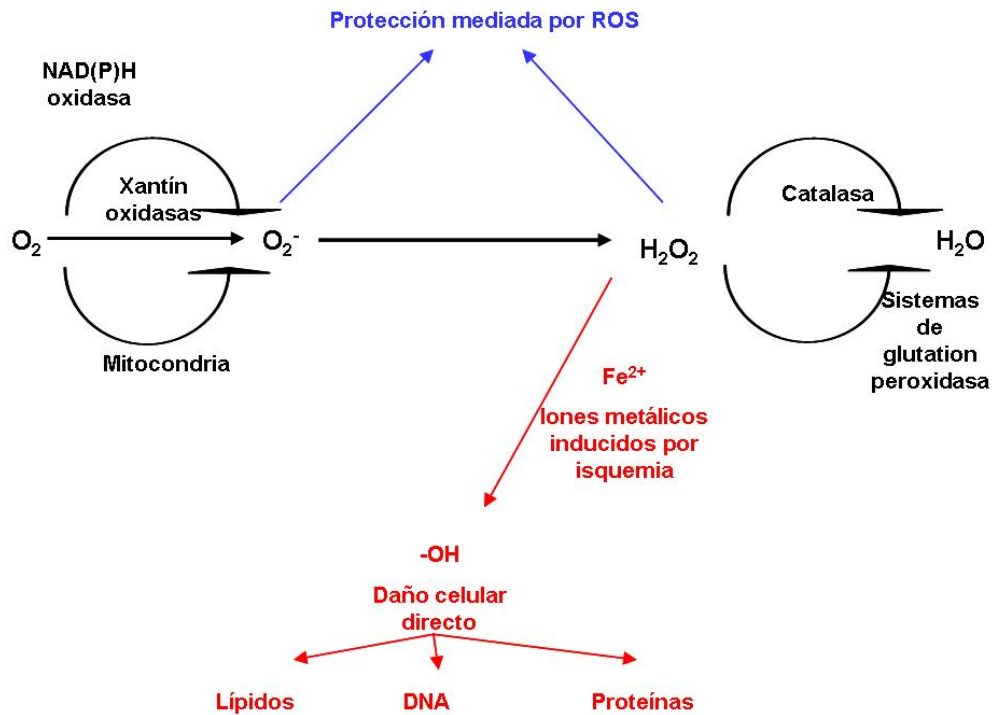 Protección mediada por ROS
NAD(P)H
oxidasa
Xantín
oxidasas
Catalasa
O₂
O₂⁻
H₂O₂
H₂O
Mitocondria
Sistemas
de
glutation
peroxidasa
Fe²⁺
Iones metálicos
inducidos por
isquemia
-OH
Daño celular
directo
Lípidos
DNA
Proteínas